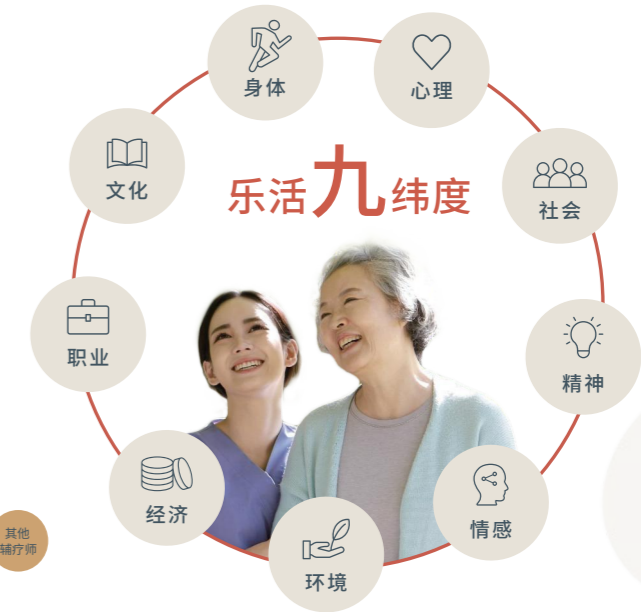 身体
心理
文化
乐活九纬度
社会
职业
精神
经济
情感
其他
辅疗师
环境